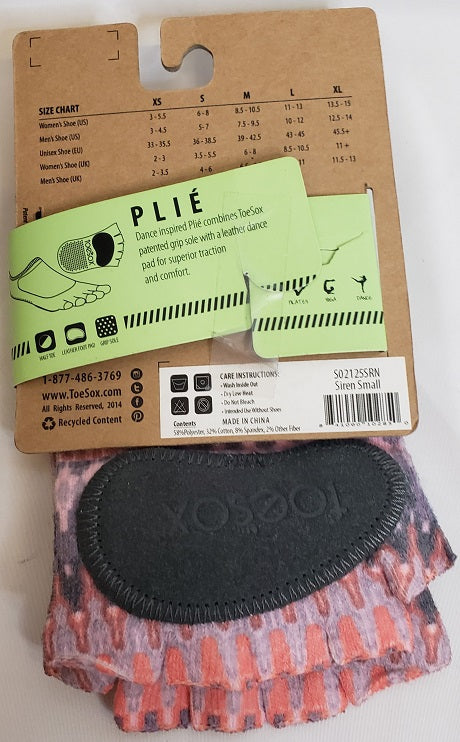 SIZE CHART XS S M L XL
Women's Shoe (US) 3 - 5.5 6 - 8 8.5 - 10.5 11 - 13 13.5 - 15
Men's Shoe (US) 3 - 4.5 5-7 7.5 - 9.5 10 - 12 12.5 - 14
Unisex Shoe (EU) 33 - 35.5 36 - 38.5 39 - 42.5 43 - 45 45.5+
Women's Shoe (UK) 2 - 3 3.5 - 5.5 6 - 8 8.5 - 10.5 11 +
Men's Shoe (UK) 2 - 3.5 4 - 6 11.5 - 13
PLIÉ
Dance inspired Plié combines ToeSox
patented grip sole with a leather dance
pad for superior traction
and comfort.
TOESOX
HALF TOE LEATHER FOOT PAD GRIP SOLE
PILATES YOGA DANCE
1-877-486-3769
www.ToeSox.com
All Rights Reserved, 2014
Recycled Content
CARE INSTRUCTIONS:
• Wash Inside Out
• Dry Low Heat
• Do Not Bleach
• Intended Use Without Shoes
MADE IN CHINA
Contents
58%Polyester, 32% Cotton, 8% Spandex, 2% Other Fiber
S02125SRN
Siren Small
TOESOX